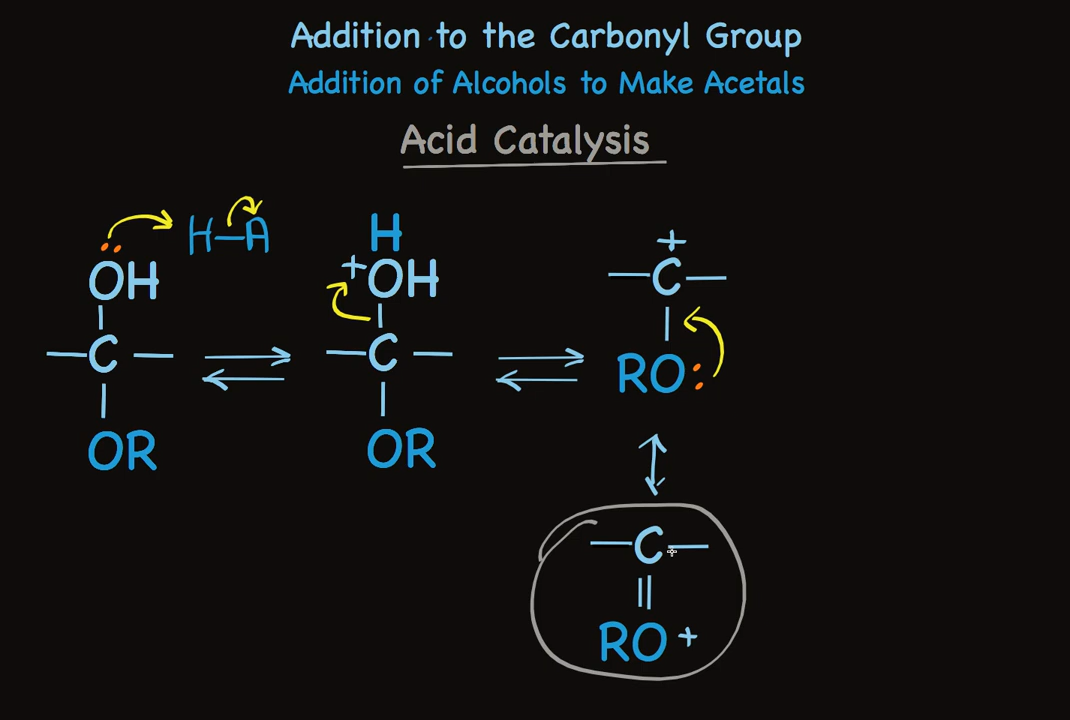 Addition to the Carbonyl Group
Addition of Alcohols to Make Acetals
Acid Catalysis
H—A
H
+
OH
+OH
C
C
C
RO:
OR
OR
C
RO+